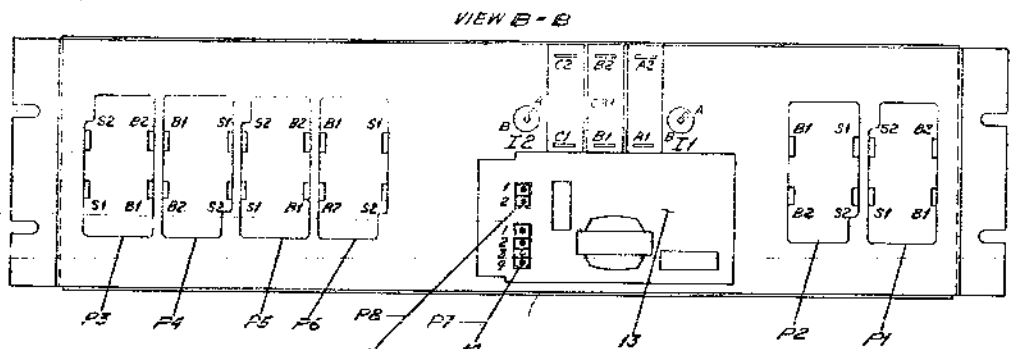 VIEW B-B
C2 B2 A2
CB1
A A
B I2 C1 B1 A1 B I1
S2 B2 B1 S1 S2 B2 B1 S1 B1 S1 S2 B2
S1 B1 B2 S2 S1 B1 B2 S2 B2 S2 S1 B1
1
2
1
2
3
P3 P4 P5 P6 P8 P7 13 P2 P1